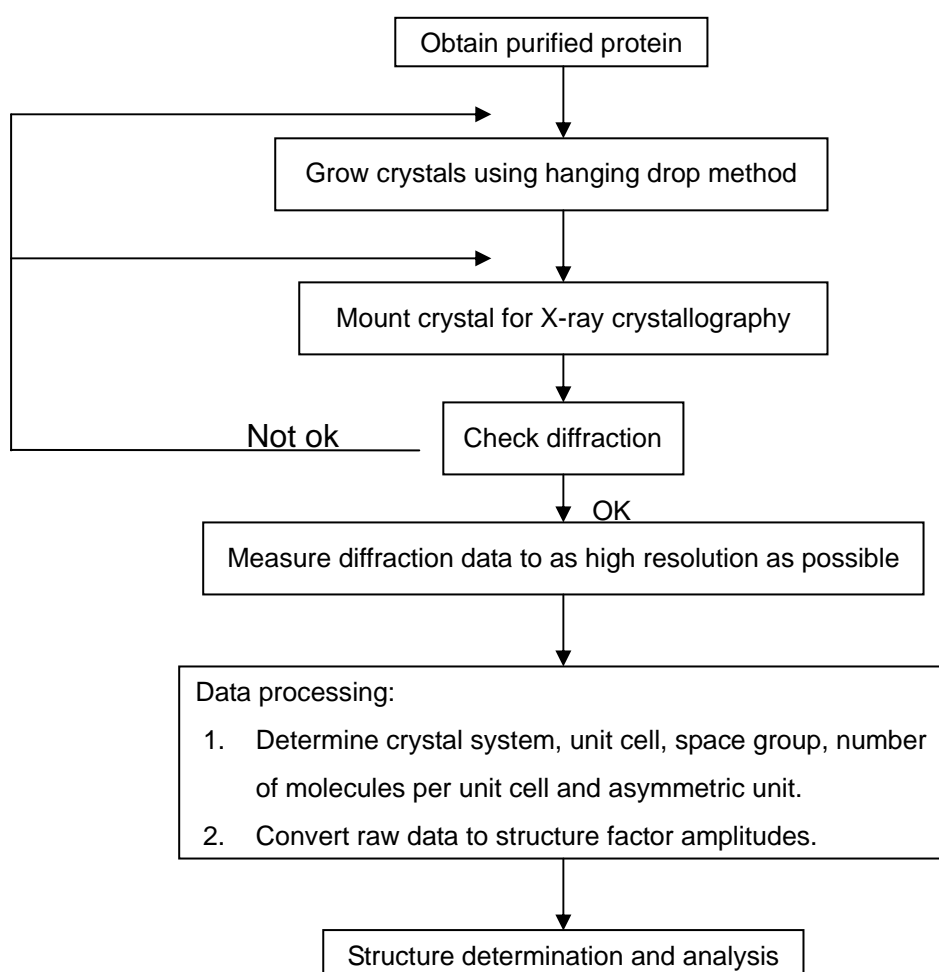 Obtain purified protein
Grow crystals using hanging drop method
Mount crystal for X-ray crystallography
Not ok
Check diffraction
OK
Measure diffraction data to as high resolution as possible
Data processing:
1. Determine crystal system, unit cell, space group, number
of molecules per unit cell and asymmetric unit.
2. Convert raw data to structure factor amplitudes.
Structure determination and analysis